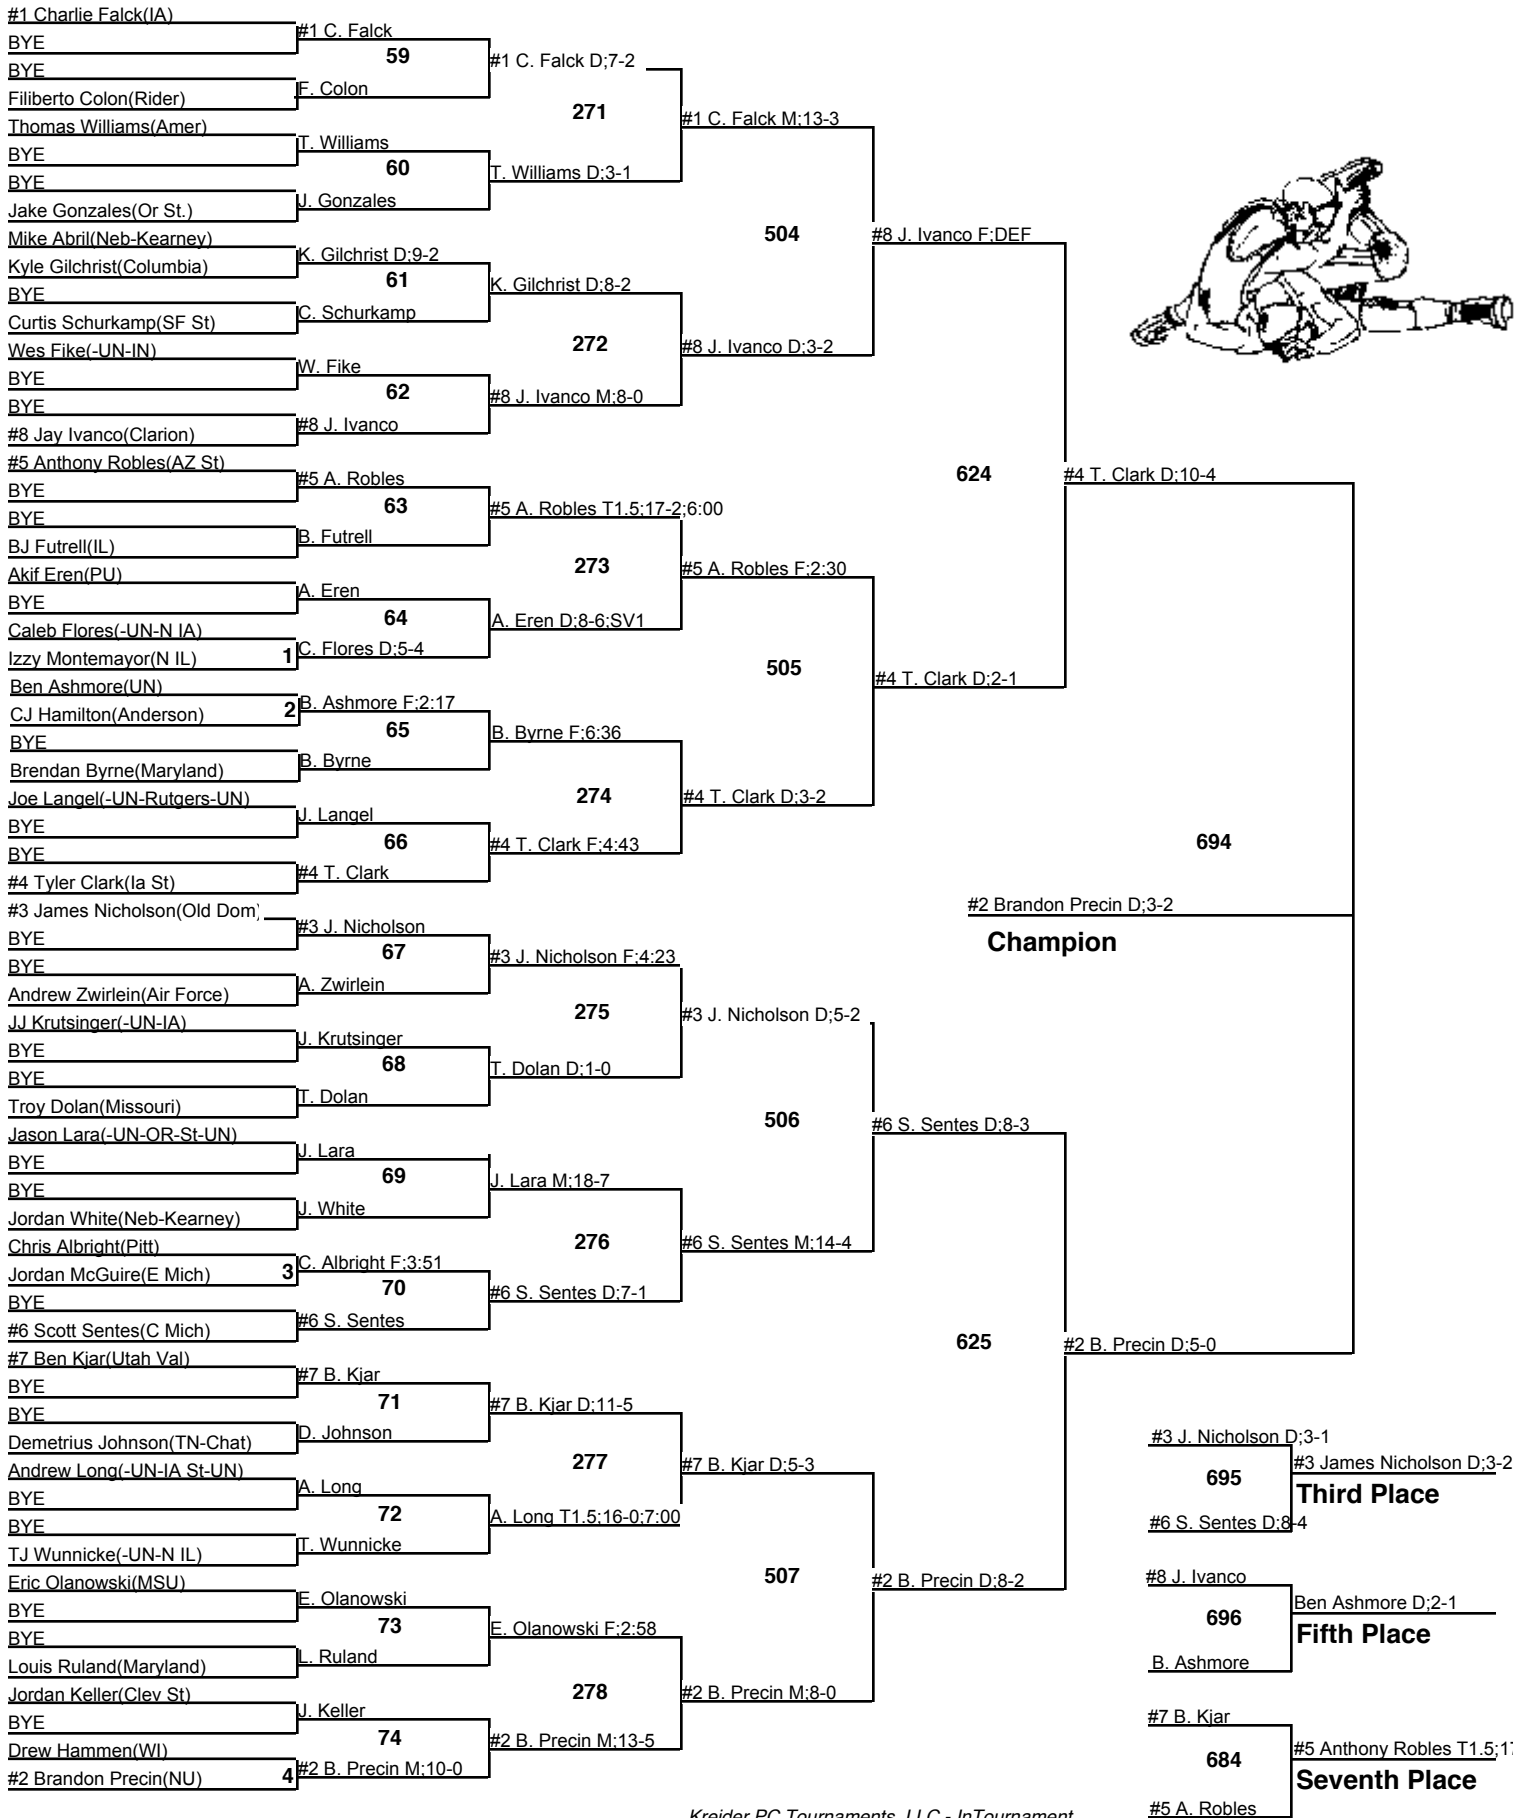 #1 Charlie Falck(IA)
BYE
BYE
Filiberto Colon(Rider)
Thomas Williams(Amer)
BYE
BYE
Jake Gonzales(Or St.)
Mike Abril(Neb-Kearney)
Kyle Gilchrist(Columbia)
BYE
Curtis Schurkamp(SF St)
Wes Fike(-UN-IN)
BYE
BYE
#8 Jay Ivanco(Clarion)
#5 Anthony Robles(AZ St)
BYE
BYE
BJ Futrell(IL)
Akif Eren(PU)
BYE
Caleb Flores(-UN-N IA)
Izzy Montemayor(N IL) 1
Ben Ashmore(UN)
CJ Hamilton(Anderson) 2
BYE
Brendan Byrne(Maryland)
Joe Langel(-UN-Rutgers-UN)
BYE
BYE
#4 Tyler Clark(Ia St)
#3 James Nicholson(Old Dom)
BYE
BYE
Andrew Zwirlein(Air Force)
JJ Krutsinger(-UN-IA)
BYE
BYE
Troy Dolan(Missouri)
Jason Lara(-UN-OR-St-UN)
BYE
BYE
Jordan White(Neb-Kearney)
Chris Albright(Pitt)
Jordan McGuire(E Mich) 3
BYE
#6 Scott Sentes(C Mich)
#7 Ben Kjar(Utah Val)
BYE
BYE
Demetrius Johnson(TN-Chat)
Andrew Long(-UN-IA St-UN)
BYE
BYE
TJ Wunnicke(-UN-N IL)
Eric Olanowski(MSU)
BYE
BYE
Louis Ruland(Maryland)
Jordan Keller(Clev St)
BYE
Drew Hammen(WI)
#2 Brandon Precin(NU) 4
#1 C. Falck
59
F. Colon
T. Williams
60
J. Gonzales
K. Gilchrist D;9-2
61
C. Schurkamp
W. Fike
62
#8 J. Ivanco
#5 A. Robles
63
B. Futrell
A. Eren
64
C. Flores D;5-4
B. Ashmore F;2:17
65
B. Byrne
J. Langel
66
#4 T. Clark
#3 J. Nicholson
67
A. Zwirlein
J. Krutsinger
68
T. Dolan
J. Lara
69
J. White
C. Albright F;3:51
70
#6 S. Sentes
#7 B. Kjar
71
D. Johnson
A. Long
72
T. Wunnicke
E. Olanowski
73
L. Ruland
J. Keller
74
#2 B. Precin M;10-0
#1 C. Falck D;7-2
271
T. Williams D;3-1
K. Gilchrist D;8-2
272
#8 J. Ivanco M;8-0
#5 A. Robles T1.5;17-2;6:00
273
A. Eren D;8-6;SV1
B. Byrne F;6:36
274
#4 T. Clark F;4:43
#3 J. Nicholson F;4:23
275
T. Dolan D;1-0
J. Lara M;18-7
276
#6 S. Sentes D;7-1
#7 B. Kjar D;11-5
277
A. Long T1.5;16-0;7:00
E. Olanowski F;2:58
278
#2 B. Precin M;13-5
#1 C. Falck M;13-3
504
#8 J. Ivanco D;3-2
#5 A. Robles F;2:30
505
#4 T. Clark D;3-2
#3 J. Nicholson D;5-2
506
#6 S. Sentes M;14-4
#7 B. Kjar D;5-3
507
#2 B. Precin M;8-0
#8 J. Ivanco F;DEF
624
#4 T. Clark D;2-1
#6 S. Sentes D;8-3
625
#2 B. Precin D;8-2
#4 T. Clark D;10-4
694
#2 B. Precin D;5-0
#2 Brandon Precin D;3-2
Champion
#3 J. Nicholson D;3-1
695
#6 S. Sentes D;8-4
#3 James Nicholson D;3-2
Third Place
#8 J. Ivanco
696
B. Ashmore
Ben Ashmore D;2-1
Fifth Place
#7 B. Kjar
684
#5 A. Robles
#5 Anthony Robles T1.5;17
Seventh Place
Kreider PC Tournaments, LLC - InTournament